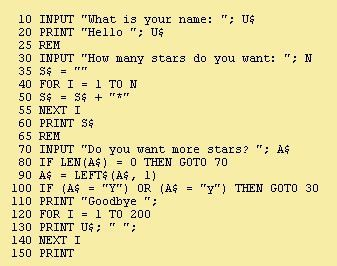 10 INPUT "What is your name: "; U$
20 PRINT "Hello "; U$
25 REM
30 INPUT "How many stars do you want: "; N
35 S$ = ""
40 FOR I = 1 TO N
50 S$ = S$ + "*"
55 NEXT I
60 PRINT S$
65 REM
70 INPUT "Do you want more stars? "; A$
80 IF LEN(A$) = 0 THEN GOTO 70
90 A$ = LEFT$(A$, 1)
100 IF (A$ = "Y") OR (A$ = "y") THEN GOTO 30
110 PRINT "Goodbye ";
120 FOR I = 1 TO 200
130 PRINT U$; " ";
140 NEXT I
150 PRINT